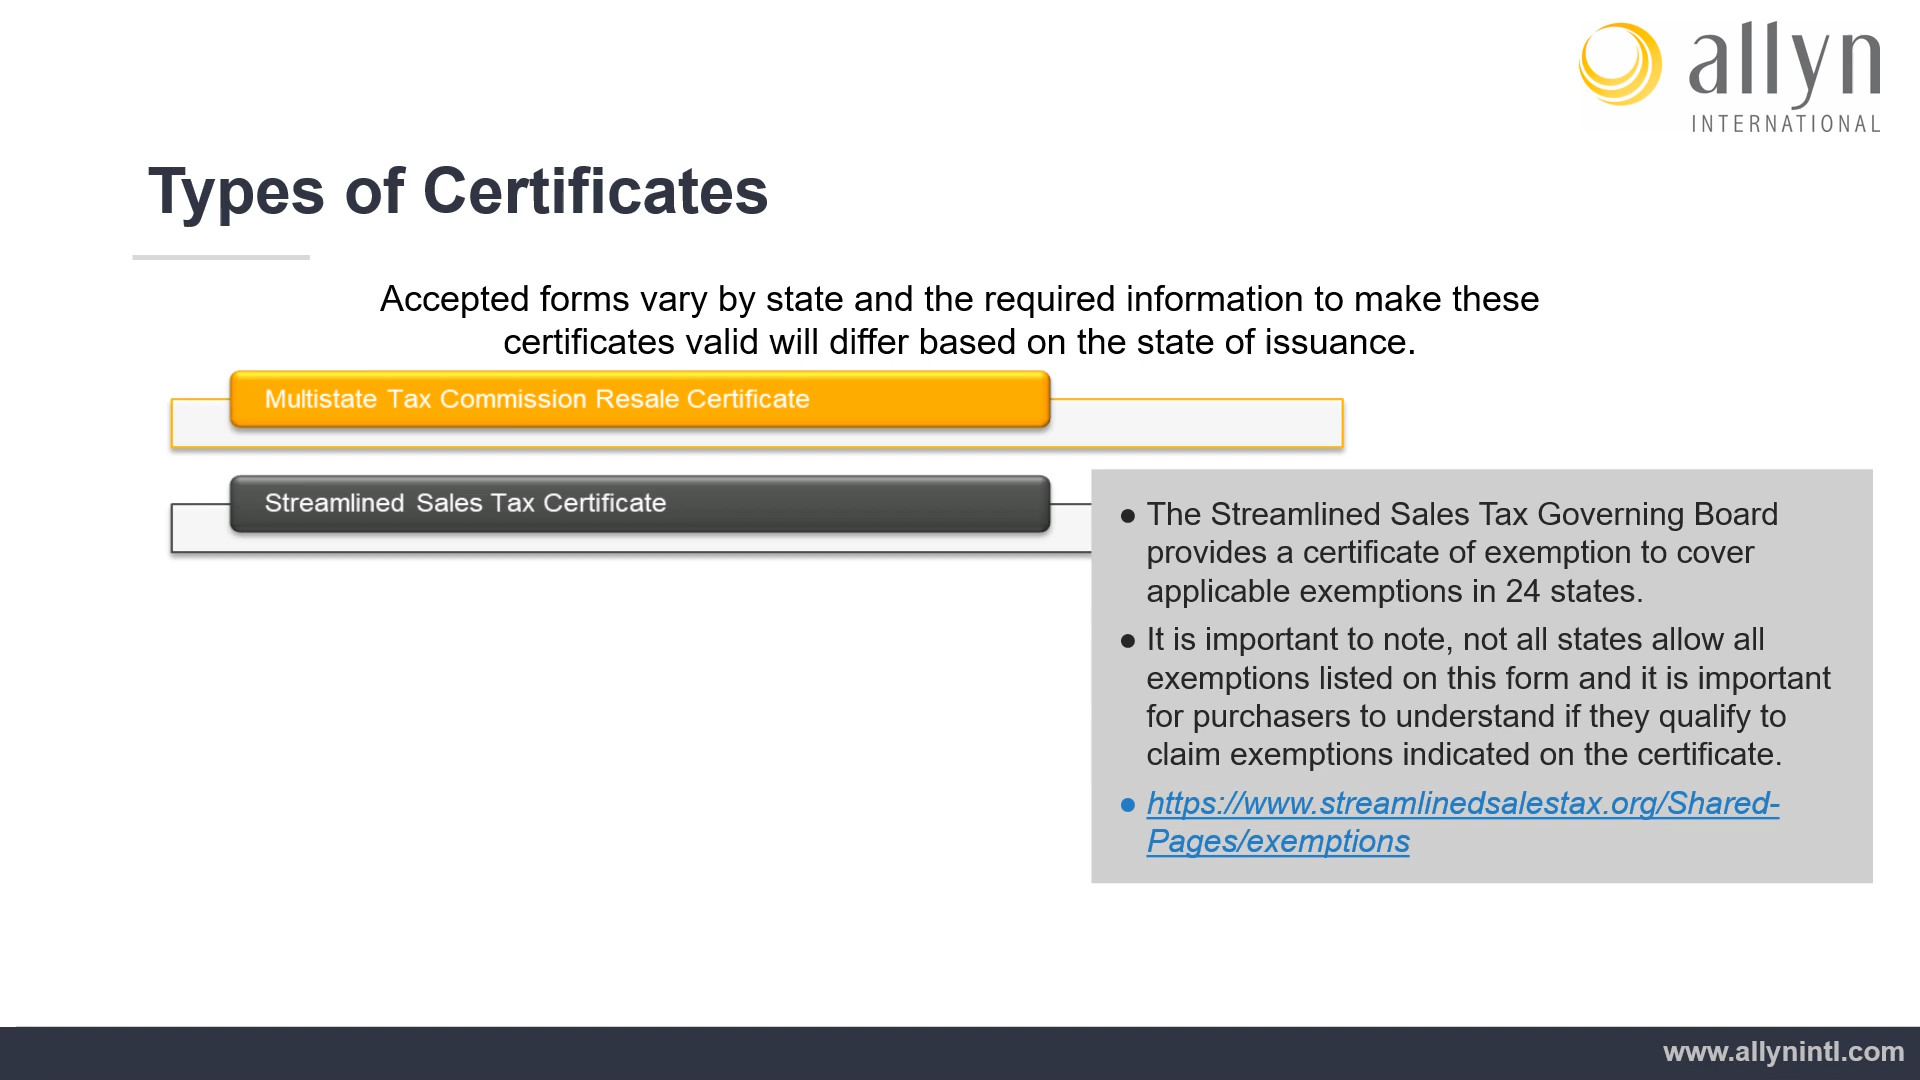 allyn
INTERNATIONAL
Types of Certificates
Accepted forms vary by state and the required information to make these
certificates valid will differ based on the state of issuance.
Multistate Tax Commission Resale Certificate
Streamlined Sales Tax Certificate
● The Streamlined Sales Tax Governing Board
provides a certificate of exemption to cover
applicable exemptions in 24 states.
● It is important to note, not all states allow all
exemptions listed on this form and it is important
for purchasers to understand if they qualify to
claim exemptions indicated on the certificate.
● https://www.streamlinedsalestax.org/Shared-
Pages/exemptions
www.allynintl.com